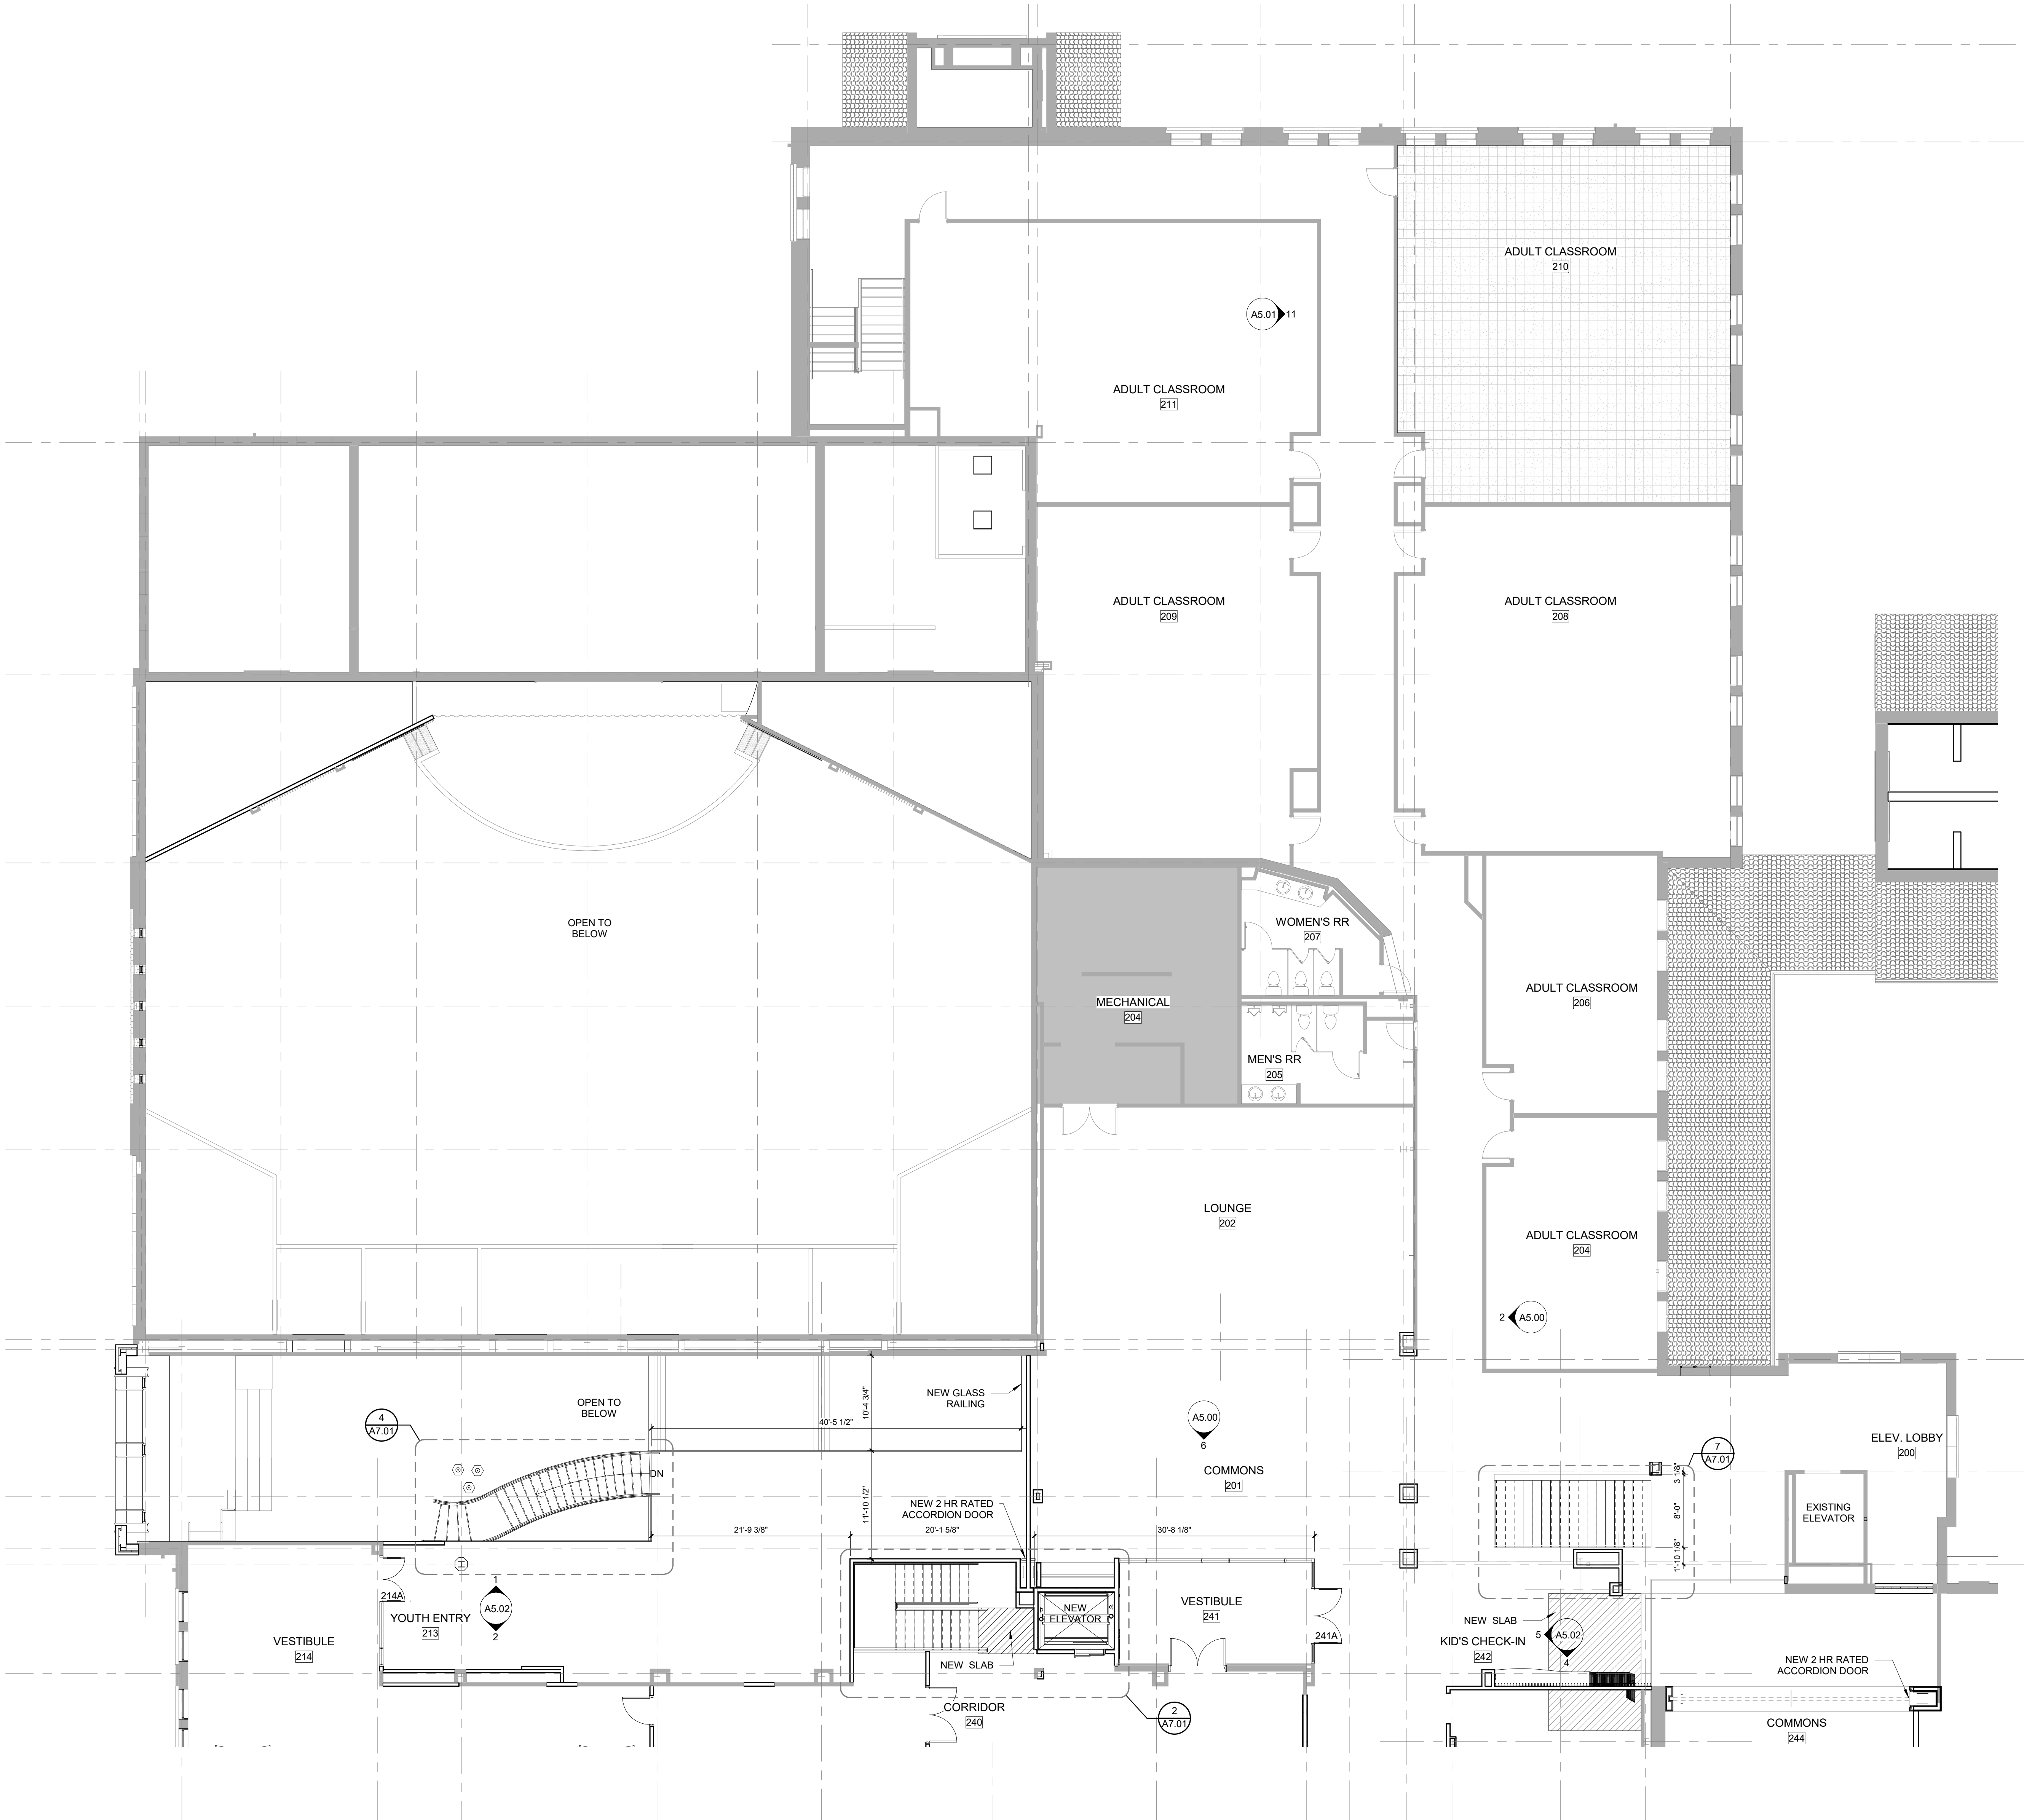 ADULT CLASSROOM
210
A5.01
11
ADULT CLASSROOM
211
ADULT CLASSROOM
209
ADULT CLASSROOM
208
OPEN TO
BELOW
WOMEN'S RR
207
MECHANICAL
204
ADULT CLASSROOM
206
MEN'S RR
205
LOUNGE
202
ADULT CLASSROOM
204
2
A5.00
OPEN TO
BELOW
NEW GLASS
RAILING
10'-4 3/4"
40'-5 1/2"
4
A7.01
A5.00
6
COMMONS
201
ELEV. LOBBY
200
7
A7.01
DN
11'-10 1/2"
NEW 2 HR RATED
ACCORDION DOOR
3 1/8"
8'-0"
1'-10 1/8"
EXISTING
ELEVATOR
21'-9 3/8"
20'-1 5/8"
30'-8 1/8"
214A
1
A5.02
2
YOUTH ENTRY
213
VESTIBULE
214
NEW
ELEVATOR
VESTIBULE
241
241A
NEW SLAB
KID'S CHECK-IN
242
5
A5.02
4
NEW SLAB
NEW 2 HR RATED
ACCORDION DOOR
CORRIDOR
240
2
A7.01
COMMONS
244